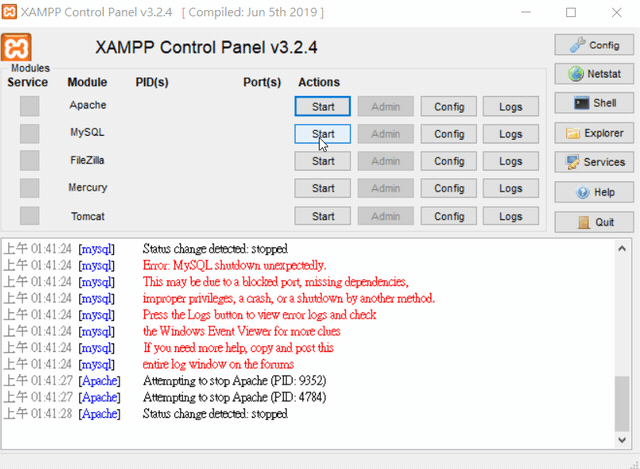 XAMPP Control Panel v3.2.4 [ Compiled: Jun 5th 2019 ]
XAMPP Control Panel v3.2.4
Config
Modules
Service Module PID(s) Port(s) Actions
Netstat
Apache Start Admin Config Logs
Shell
MySQL Start Admin Config Logs
Explorer
FileZilla Start Admin Config Logs
Services
Mercury Start Admin Config Logs
Help
Tomcat Start Admin Config Logs
Quit
上午 01:41:24 [mysql] Status change detected: stopped
上午 01:41:24 [mysql] Error: MySQL shutdown unexpectedly.
上午 01:41:24 [mysql] This may be due to a blocked port, missing dependencies,
上午 01:41:24 [mysql] improper privileges, a crash, or a shutdown by another method.
上午 01:41:24 [mysql] Press the Logs button to view error logs and check
上午 01:41:24 [mysql] the Windows Event Viewer for more clues
上午 01:41:24 [mysql] If you need more help, copy and post this
上午 01:41:24 [mysql] entire log window on the forums
上午 01:41:27 [Apache] Attempting to stop Apache (PID: 9352)
上午 01:41:27 [Apache] Attempting to stop Apache (PID: 4784)
上午 01:41:28 [Apache] Status change detected: stopped